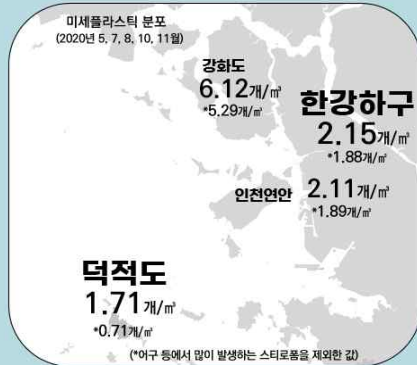 미세플라스틱 분포
(2020년 5, 7, 8, 10, 11월)
강화도
6.12개/㎥
*5.29개/㎥
한강하구
2.15개/㎥
*1.88개/㎥
인천연안 2.11개/㎥
*1.89개/㎥
덕적도
1.71개/㎥
*0.71개/㎥
(*어구 등에서 많이 발생하는 스티로폼을 제외한 값)